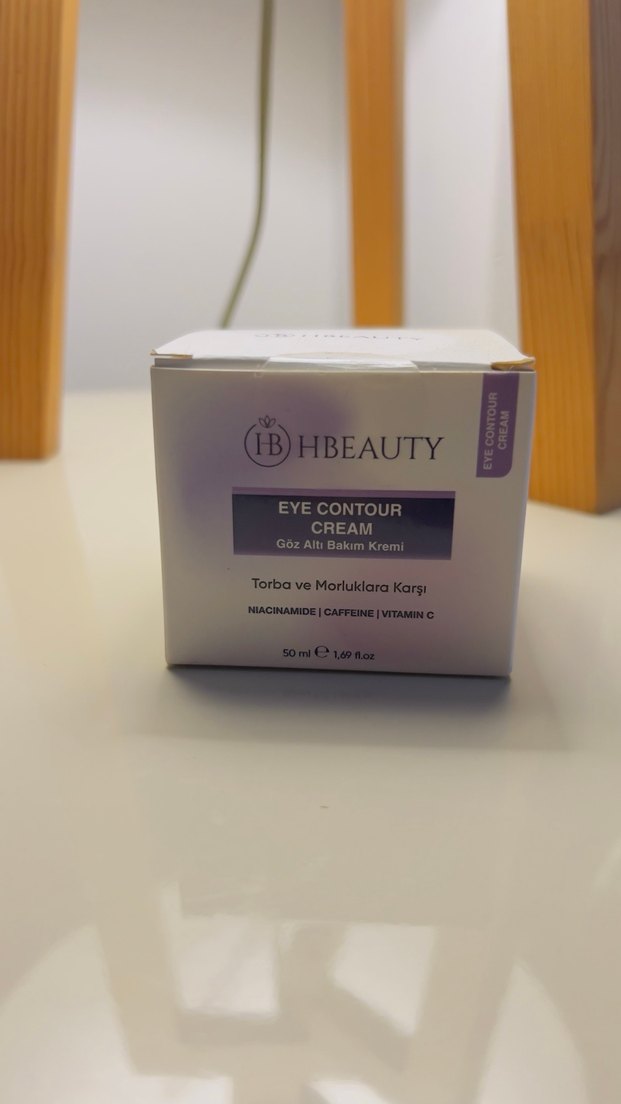 HBEAUTY
HB HBEAUTY
EYE CONTOUR
CREAM
EYE CONTOUR
CREAM
Göz Altı Bakım Kremi
Torba ve Morluklara Karşı
NIACINAMIDE | CAFFEINE | VITAMIN C
50 ml ℮ 1,69 fl.oz